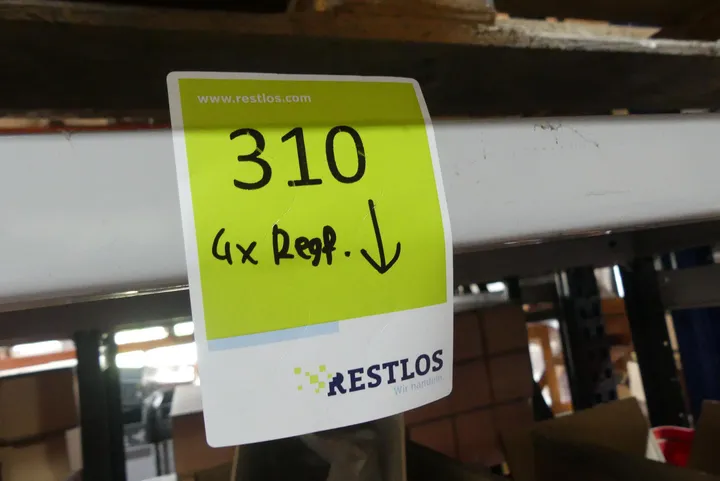 www.restlos.com
310
4x Regf. ↓
RESTLOS
Wir handeln.